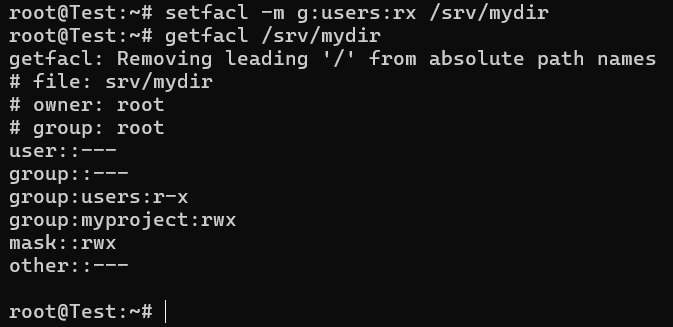 root@Test:~# setfacl -m g:users:rx /srv/mydir
root@Test:~# getfacl /srv/mydir
getfacl: Removing leading '/' from absolute path names
# file: srv/mydir
# owner: root
# group: root
user::---
group::---
group:users:r-x
group:myproject:rwx
mask::rwx
other::---
root@Test:~#